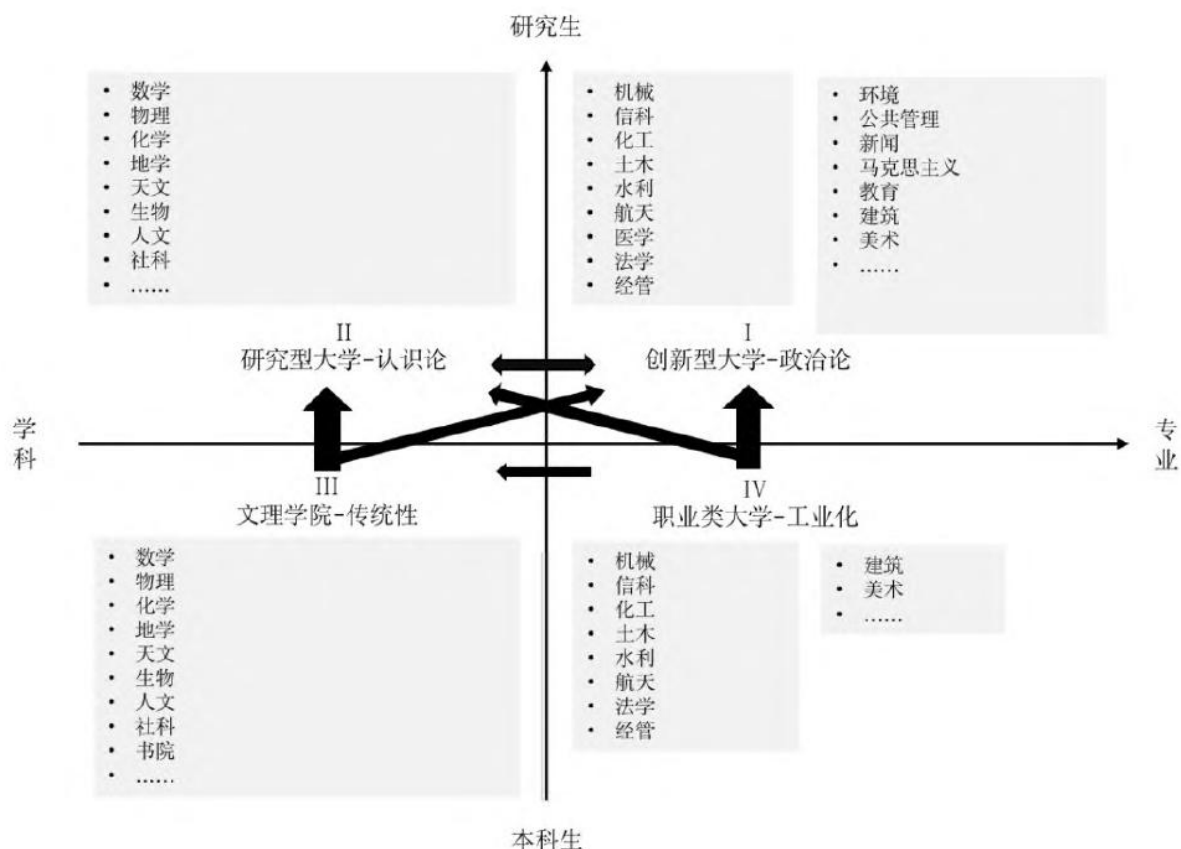 研究生
• 数学
• 物理
• 化学
• 地学
• 天文
• 生物
• 人文
• 社科
• ……
• 机械
• 信科
• 化工
• 土木
• 水利
• 航天
• 医学
• 法学
• 经管
• 环境
• 公共管理
• 新闻
• 马克思主义
• 教育
• 建筑
• 美术
• ……
II
研究型大学-认识论
I
创新型大学-政治论
学科
专业
III
文理学院-传统性
IV
职业类大学-工业化
• 数学
• 物理
• 化学
• 地学
• 天文
• 生物
• 人文
• 社科
• 书院
• ……
• 机械
• 信科
• 化工
• 土木
• 水利
• 航天
• 法学
• 经管
• 建筑
• 美术
• ……
本科生